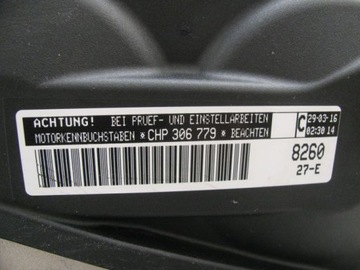 ACHTUNG! BEI PRUEF- UND EINSTELLARBEITEN
MOTORKENNBUCHSTABEN *CHP 306 779* BEACHTEN
C 29-03-16
02:30 14
8260
27-E